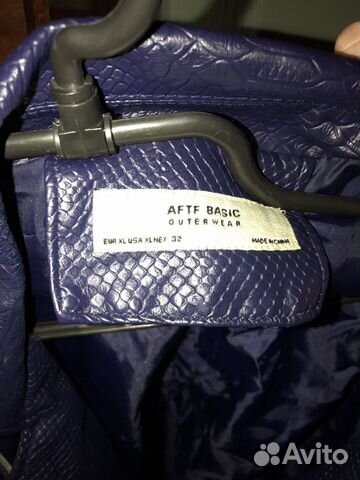 AFTF BASIC
OUTERWEAR
EUR XL USA XL MEX 32 MADE IN CHINA
Avito